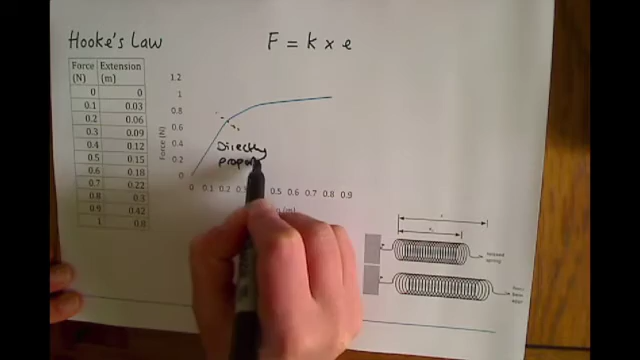 Hooke's Law
F = k x e
Force (N) Extension (m)
0 0
0.1 0.03
0.2 0.06
0.3 0.09
0.4 0.12
0.5 0.15
0.6 0.18
0.7 0.22
0.8 0.3
0.9 0.42
1 0.8
1.2
1
0.8
0.6
0.4
0.2
0
Force (N)
Directly
propor
0 0.1 0.2 0.3 0.5 0.6 0.7 0.8 0.9
(m)
spring